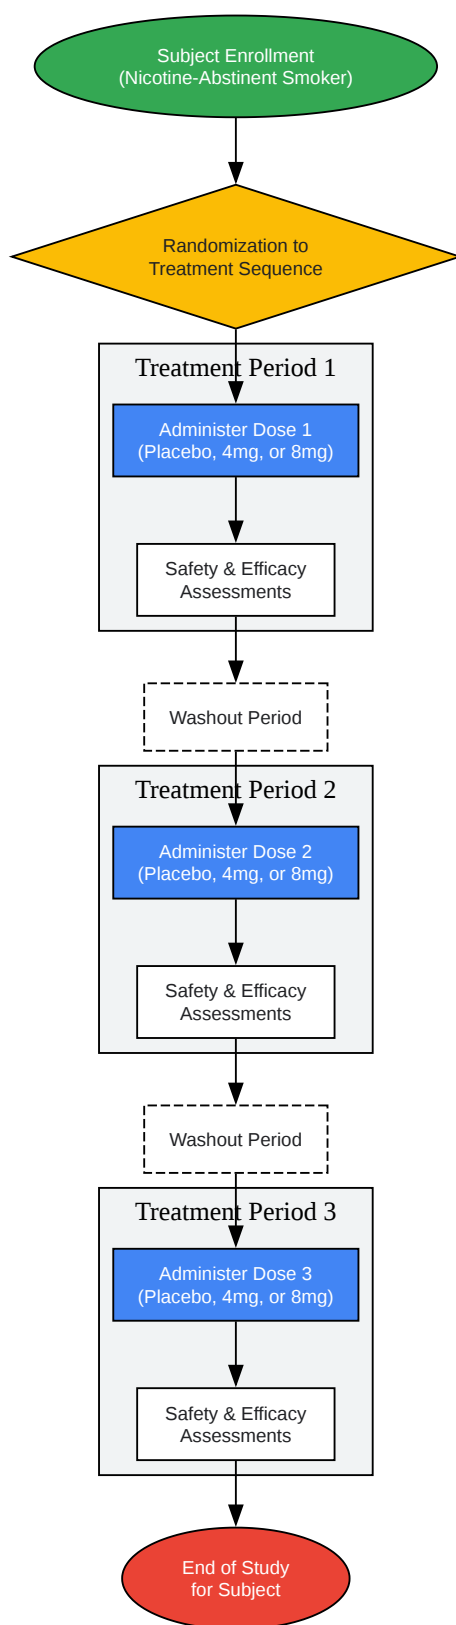 Subject Enrollment
(Nicotine-Abstinent Smoker)
Randomization to
Treatment Sequence
Treatment Period 1
Administer Dose 1
(Placebo, 4mg, or 8mg)
Safety & Efficacy
Assessments
Washout Period
Treatment Period 2
Administer Dose 2
(Placebo, 4mg, or 8mg)
Safety & Efficacy
Assessments
Washout Period
Treatment Period 3
Administer Dose 3
(Placebo, 4mg, or 8mg)
Safety & Efficacy
Assessments
End of Study
for Subject